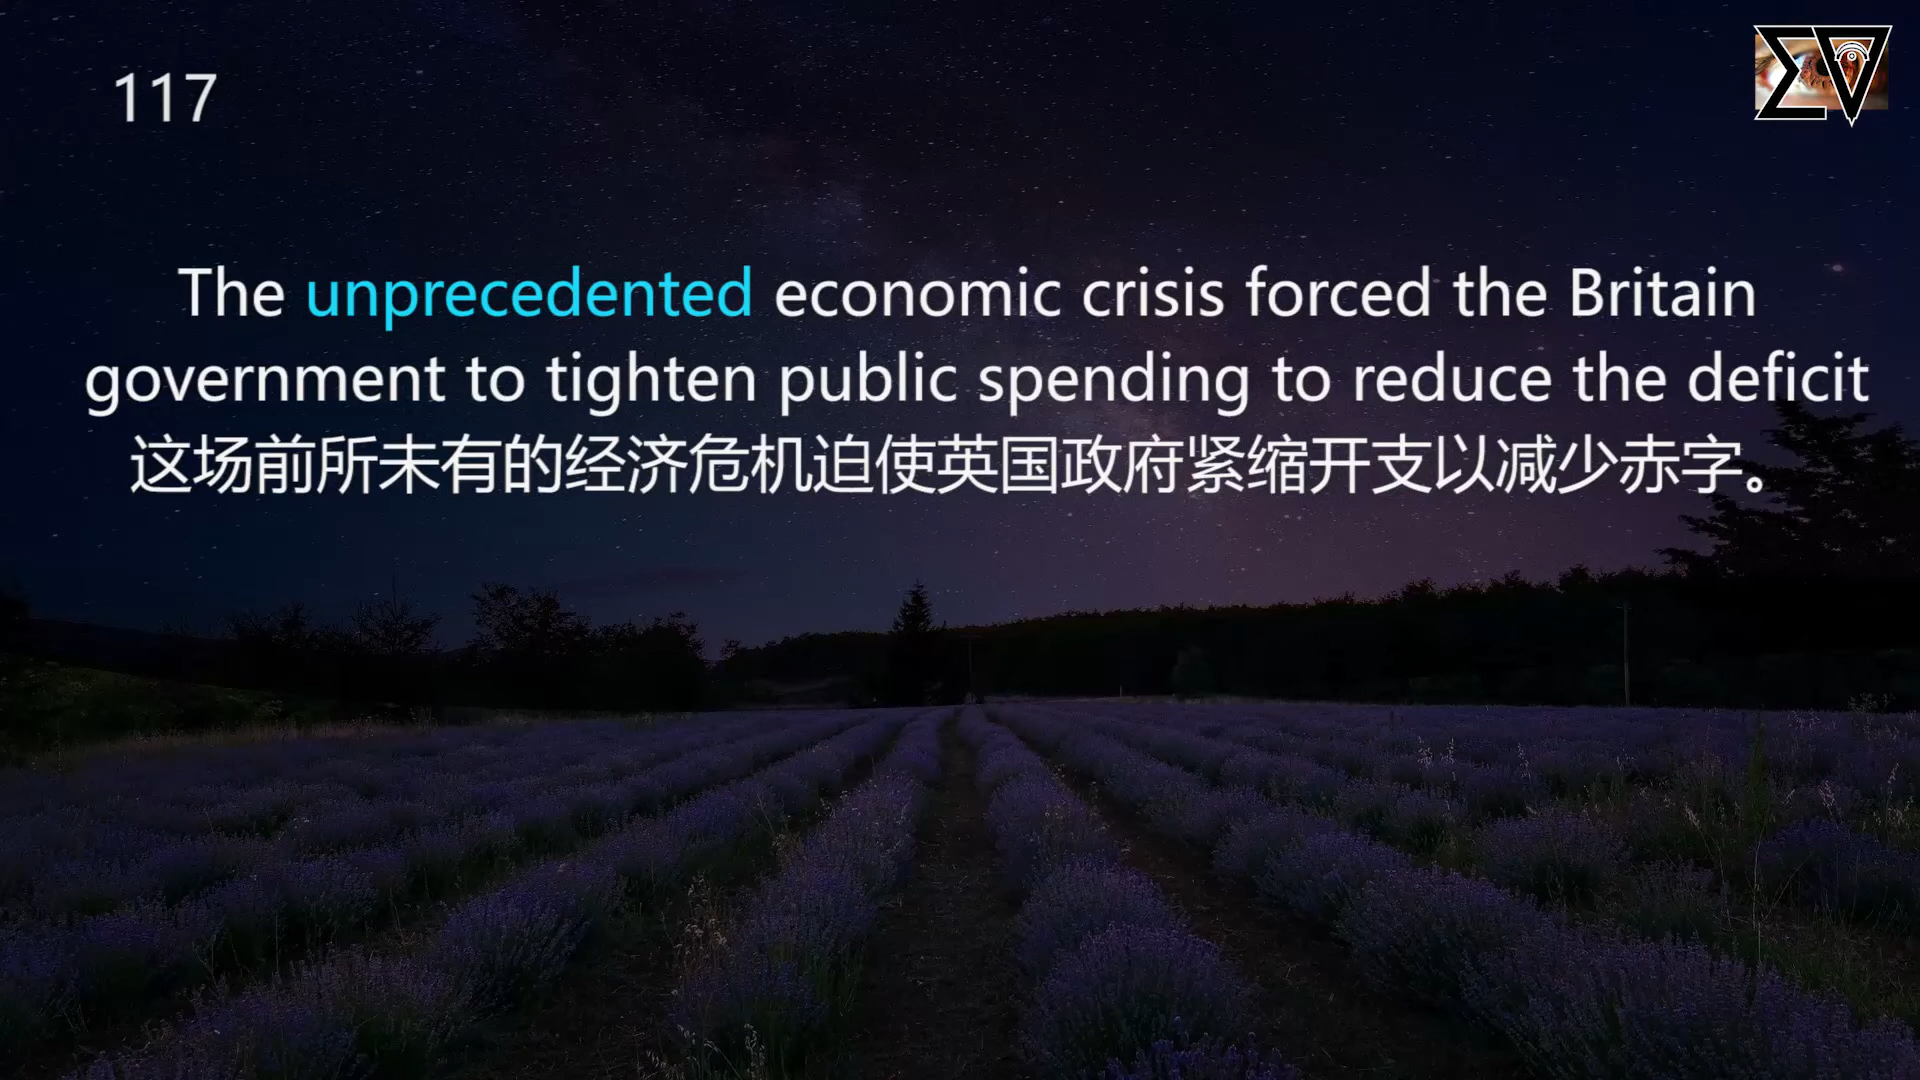 117
The unprecedented economic crisis forced the Britain
government to tighten public spending to reduce the deficit
这场前所未有的经济危机迫使英国政府紧缩开支以减少赤字。